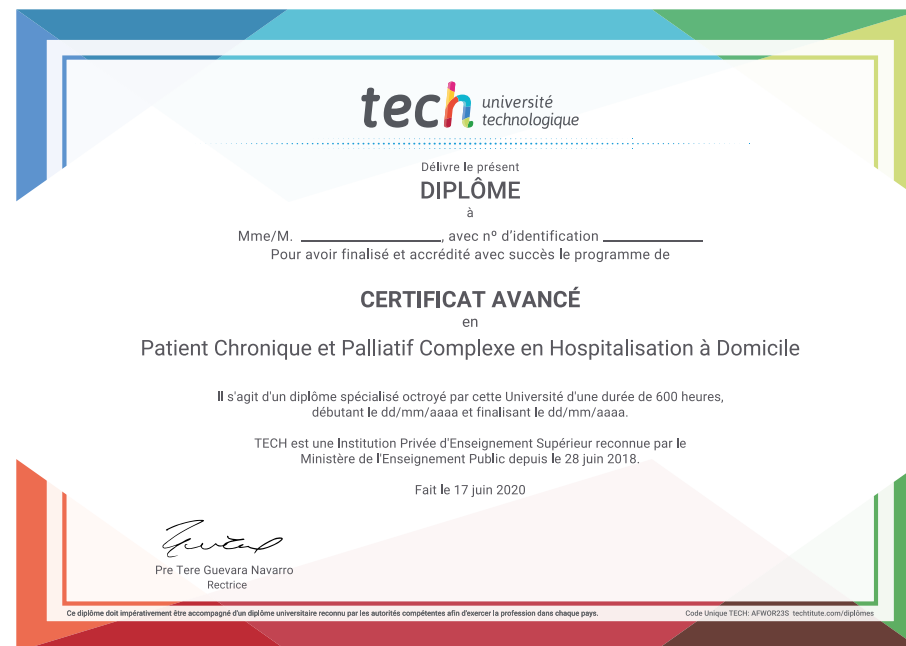 tech université
technologique
Délivre le présent
DIPLÔME
à
Mme/M. ____________________, avec nº d'identification ______________
Pour avoir finalisé et accrédité avec succès le programme de
CERTIFICAT AVANCÉ
en
Patient Chronique et Palliatif Complexe en Hospitalisation à Domicile
Il s'agit d'un diplôme spécialisé octroyé par cette Université d'une durée de 600 heures,
débutant le dd/mm/aaaa et finalisant le dd/mm/aaaa.
TECH est une Institution Privée d'Enseignement Supérieur reconnue par le
Ministère de l'Enseignement Public depuis le 28 juin 2018.
Fait le 17 juin 2020
Pre Tere Guevara Navarro
Rectrice
Ce diplôme doit impérativement être accompagné d'un diplôme universitaire reconnu par les autorités compétentes afin d'exercer la profession dans chaque pays.
Code Unique TECH: AFWOR23S techtitute.com/diplômes